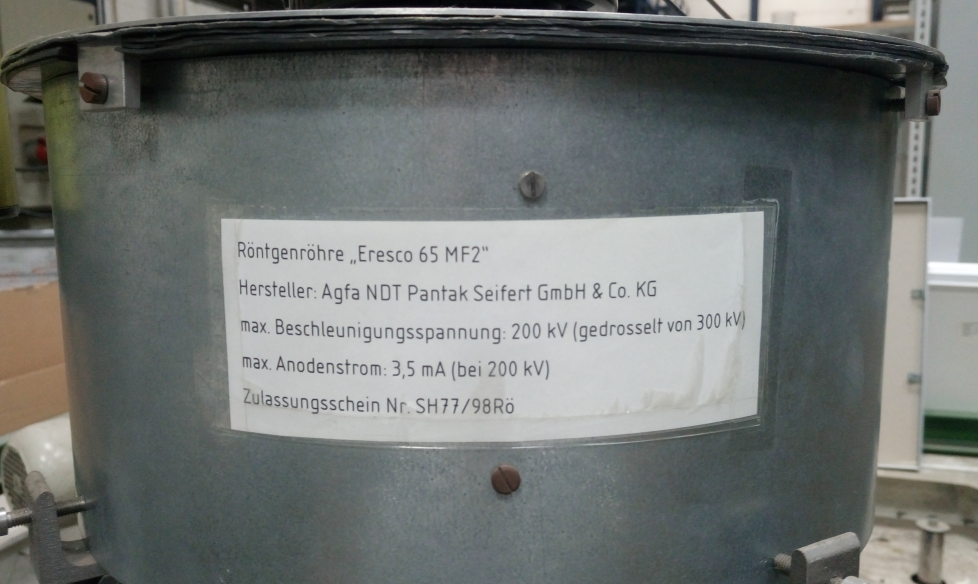 Röntgenröhre „Eresco 65 MF2“
Hersteller: Agfa NDT Pantak Seifert GmbH & Co. KG
max. Beschleunigungsspannung: 200 kV (gedrosselt von 300 kV)
max. Anodenstrom: 3,5 mA (bei 200 kV)
Zulassungsschein Nr. SH77/98Rö